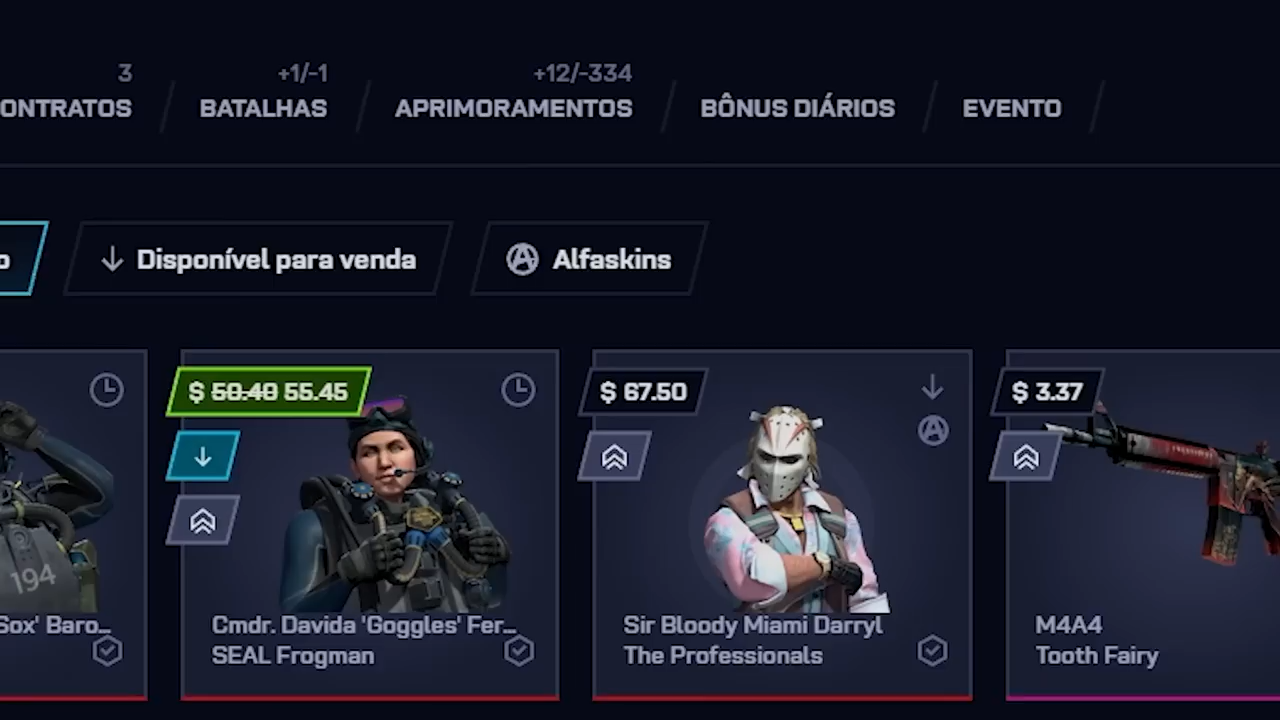 3
ONTRATOS
+1/-1
BATALHAS
+12/-334
APRIMORAMENTOS
BÔNUS DIÁRIOS
EVENTO
o
Disponível para venda
Alfaskins
194
Sox' Baro...
$ 50.40 55.45
Cmdr. Davida 'Goggles' Fer...
SEAL Frogman
$ 67.50
Sir Bloody Miami Darryl
The Professionals
$ 3.37
M4A4
Tooth Fairy